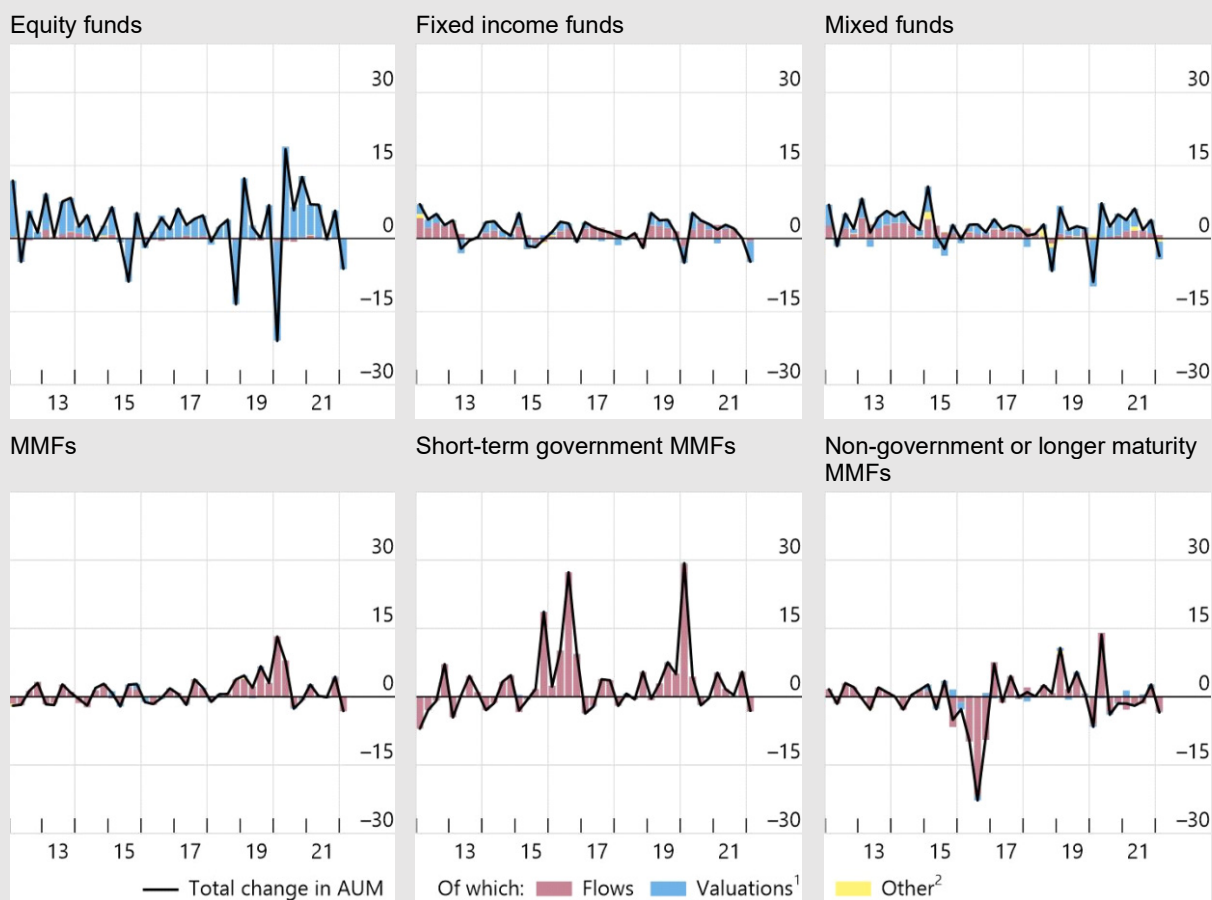 Equity funds
Fixed income funds
Mixed funds
30
15
0
−15
−30
13 15 17 19 21
30
15
0
−15
−30
13 15 17 19 21
30
15
0
−15
−30
13 15 17 19 21
MMFs
Short-term government MMFs
Non-government or longer maturity
MMFs
30
15
0
−15
−30
13 15 17 19 21
30
15
0
−15
−30
13 15 17 19 21
30
15
0
−15
−30
13 15 17 19 21
Total change in AUM Of which: Flows Valuations¹ Other²